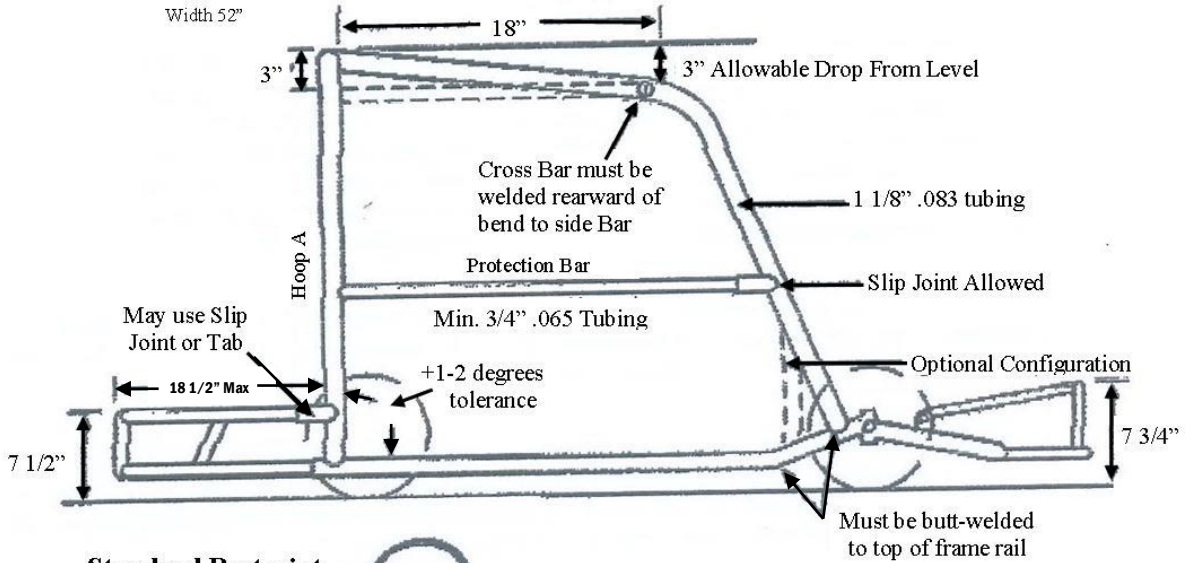 Width 52”
18”
3”
3” Allowable Drop From Level
Cross Bar must be
welded rearward of
bend to side Bar
1 1/8” .083 tubing
Hoop A
Protection Bar
Slip Joint Allowed
Min. 3/4” .065 Tubing
May use Slip
Joint or Tab
Optional Configuration
18 1/2” Max
+1-2 degrees
tolerance
7 1/2”
7 3/4”
Must be butt-welded
to top of frame rail